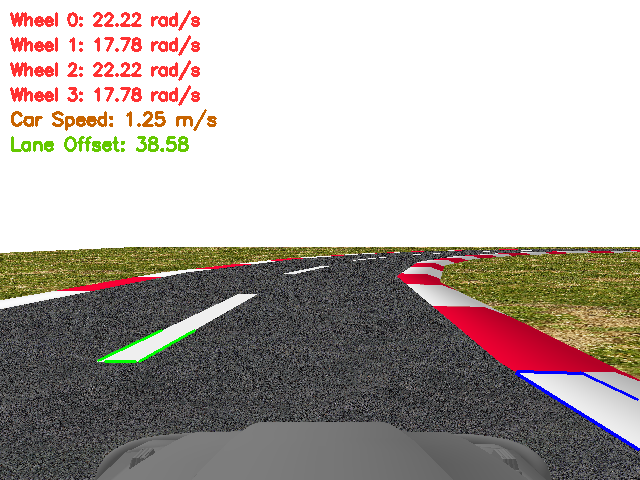 Wheel 0: 22.22 rad/s
Wheel 1: 17.78 rad/s
Wheel 2: 22.22 rad/s
Wheel 3: 17.78 rad/s
Car Speed: 1.25 m/s
Lane Offset: 38.58